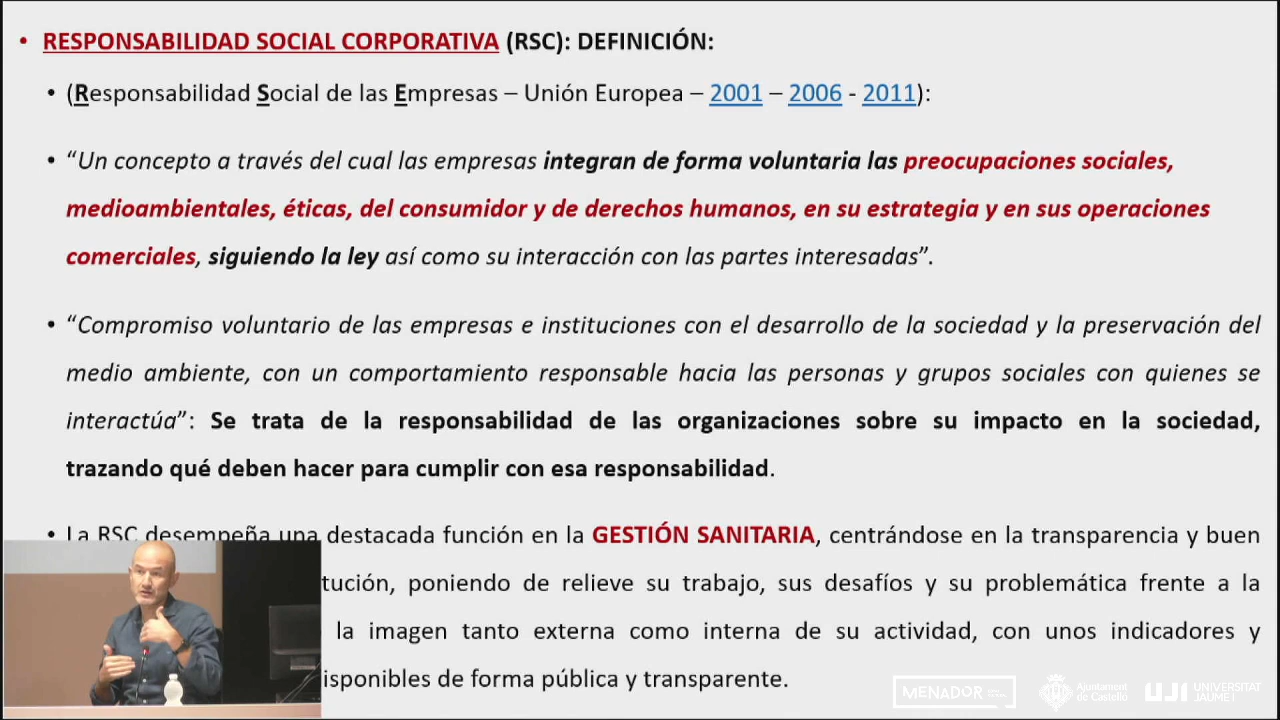 • RESPONSABILIDAD SOCIAL CORPORATIVA (RSC): DEFINICIÓN:
• (Responsabilidad Social de las Empresas – Unión Europea – 2001 – 2006 - 2011):
• “Un concepto a través del cual las empresas integran de forma voluntaria las preocupaciones sociales,
medioambientales, éticas, del consumidor y de derechos humanos, en su estrategia y en sus operaciones
comerciales, siguiendo la ley así como su interacción con las partes interesadas”.
• “Compromiso voluntario de las empresas e instituciones con el desarrollo de la sociedad y la preservación del
medio ambiente, con un comportamiento responsable hacia las personas y grupos sociales con quienes se
interactúa”: Se trata de la responsabilidad de las organizaciones sobre su impacto en la sociedad,
trazando qué deben hacer para cumplir con esa responsabilidad.
• La RSC desempeña una destacada función en la GESTIÓN SANITARIA, centrándose en la transparencia y buen
tución, poniendo de relieve su trabajo, sus desafíos y su problemática frente a la
la imagen tanto externa como interna de su actividad, con unos indicadores y
isponibles de forma pública y transparente.
MENADOR
Ajuntament
de Castelló
UJI UNIVERSITAT
JAUME I